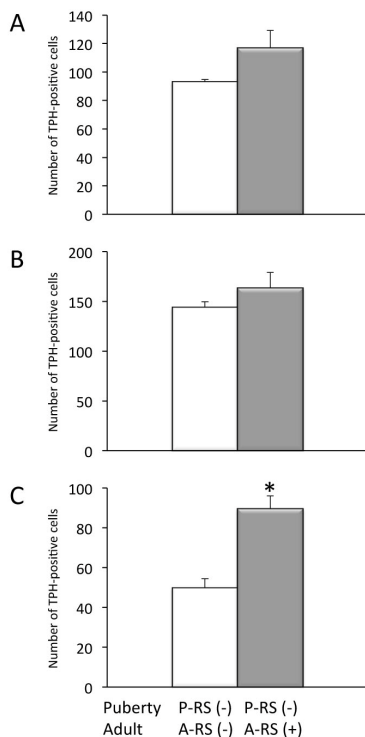 A
Number of TPH-positive cells
140
120
100
80
60
40
20
0
B
Number of TPH-positive cells
200
150
100
50
0
C
Number of TPH-positive cells
100
80
60
40
20
0
*
Puberty P-RS (-) P-RS (-)
Adult A-RS (-) A-RS (+)